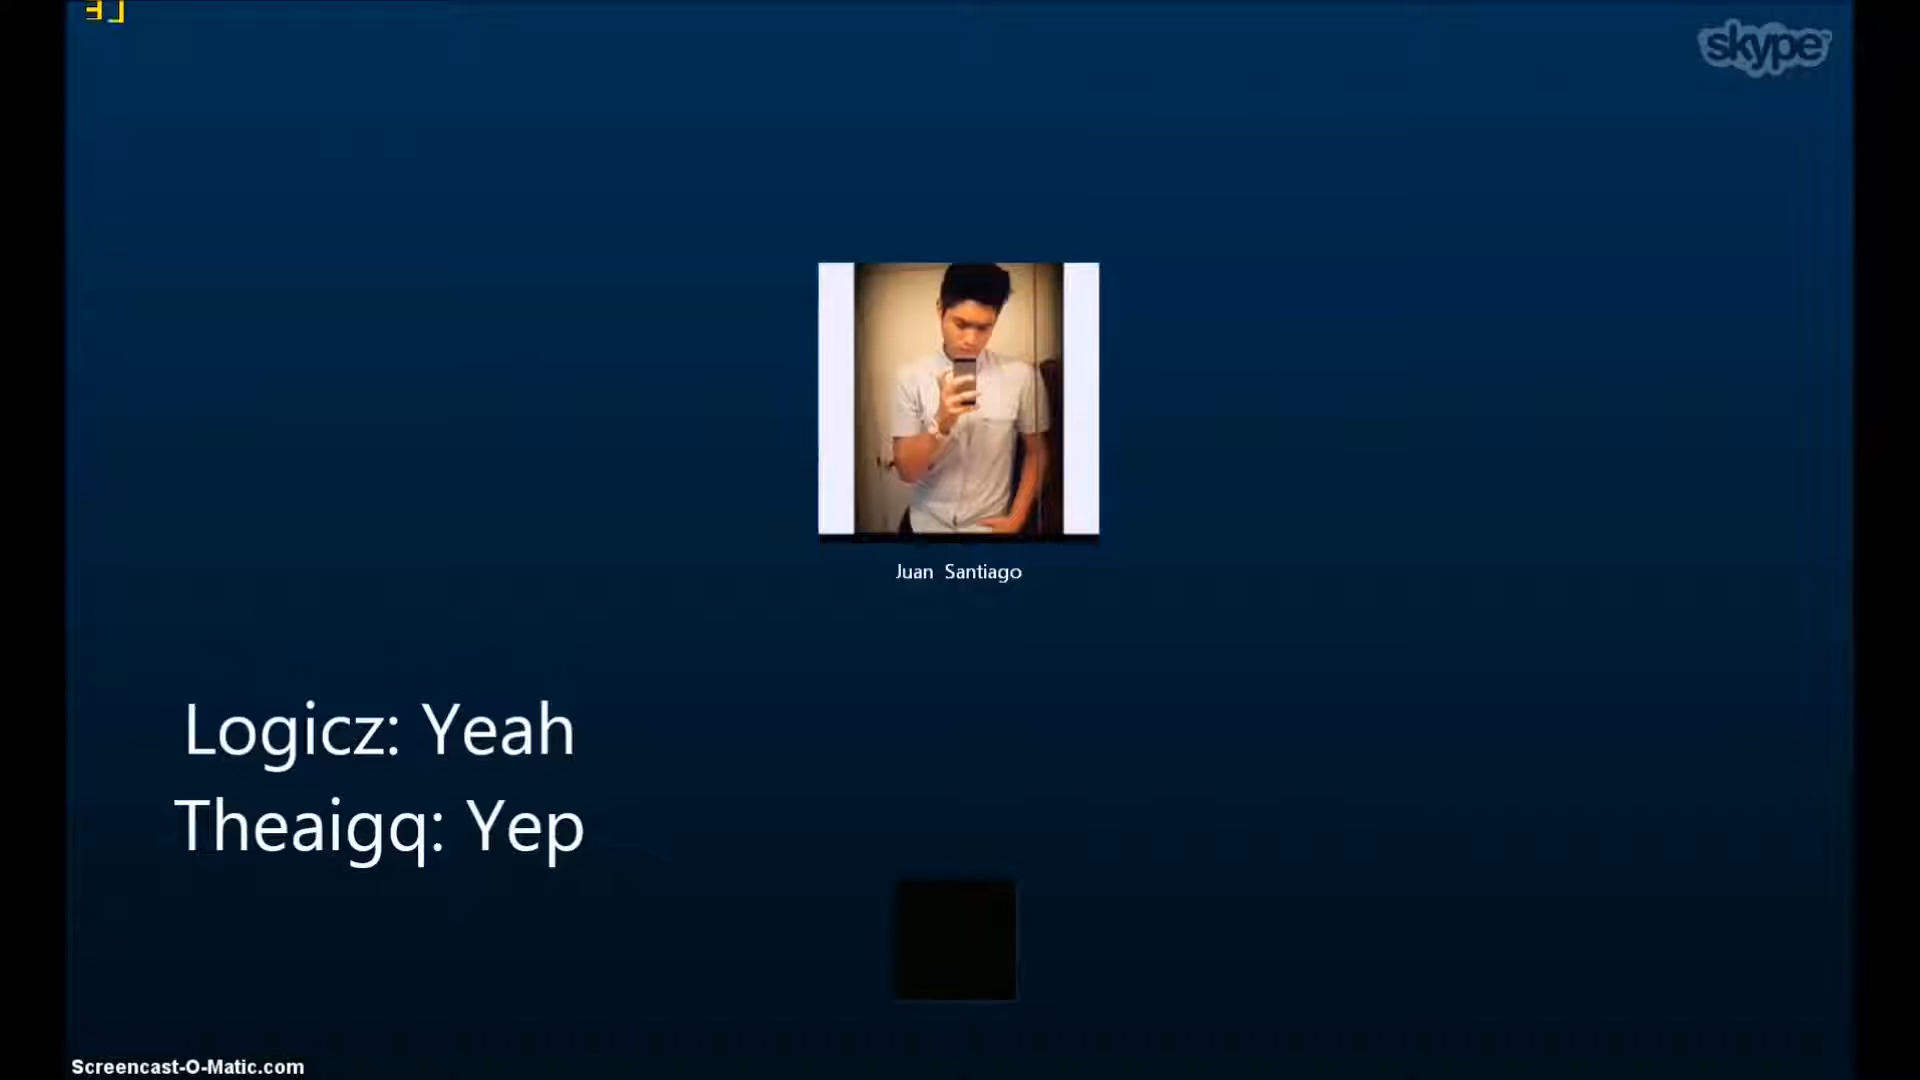 skype
Juan Santiago
Logicz: Yeah
Theaigq: Yep
Screencast-O-Matic.com